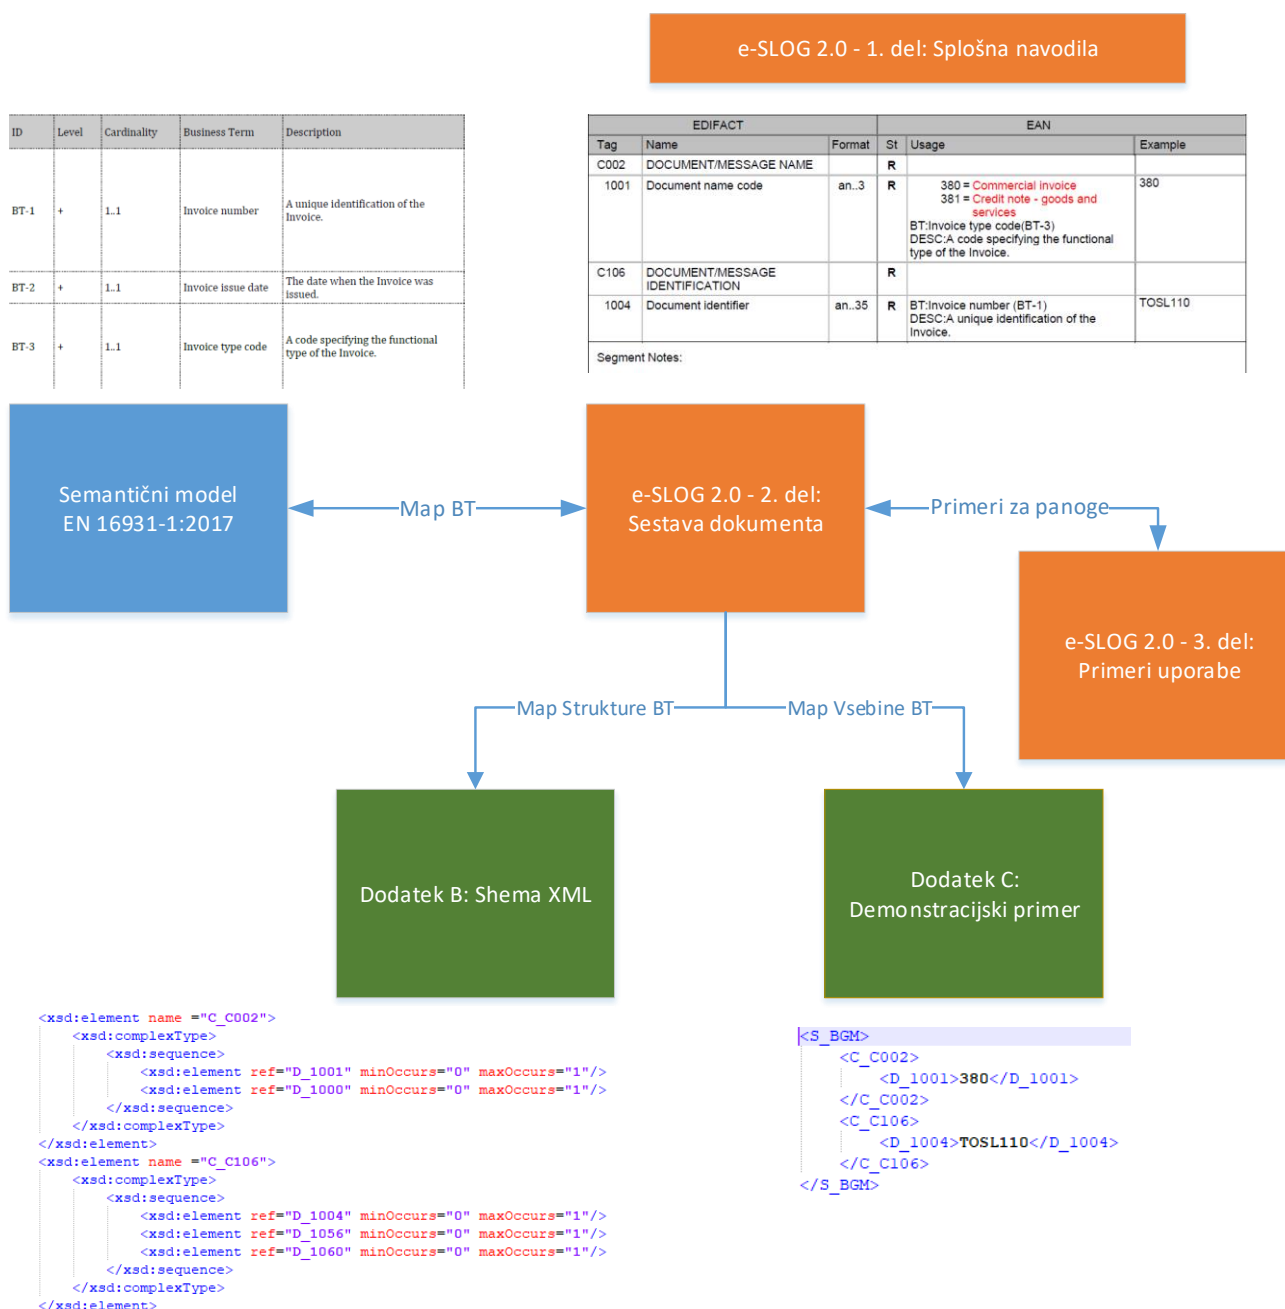 e-SLOG 2.0 - 1. del: Splošna navodila
ID Level Cardinality Business Term Description
BT-1 + 1..1 Invoice number A unique identification of the
Invoice.
BT-2 + 1..1 Invoice issue date The date when the Invoice was
issued.
BT-3 + 1..1 Invoice type code A code specifying the functional
type of the Invoice.
EDIFACT EAN
Tag Name Format St Usage Example
C002 DOCUMENT/MESSAGE NAME R
1001 Document name code an..3 R 380 = Commercial invoice 380
381 = Credit note - goods and
services
BT:Invoice type code(BT-3)
DESC:A code specifying the functional
type of the Invoice.
C106 DOCUMENT/MESSAGE R
IDENTIFICATION
1004 Document identifier an..35 R BT:Invoice number (BT-1) TOSL110
DESC:A unique identification of the
Invoice.
Segment Notes:
Semantični model
EN 16931-1:2017
Map BT
e-SLOG 2.0 - 2. del:
Sestava dokumenta
Primeri za panoge
e-SLOG 2.0 - 3. del:
Primeri uporabe
Map Strukture BT
Map Vsebine BT
Dodatek B: Shema XML
Dodatek C:
Demonstracijski primer
<xsd:element name ="C_C002">
<xsd:complexType>
<xsd:sequence>
<xsd:element ref="D_1001" minOccurs="0" maxOccurs="1"/>
<xsd:element ref="D_1000" minOccurs="0" maxOccurs="1"/>
</xsd:sequence>
</xsd:complexType>
</xsd:element>
<xsd:element name ="C_C106">
<xsd:complexType>
<xsd:sequence>
<xsd:element ref="D_1004" minOccurs="0" maxOccurs="1"/>
<xsd:element ref="D_1056" minOccurs="0" maxOccurs="1"/>
<xsd:element ref="D_1060" minOccurs="0" maxOccurs="1"/>
</xsd:sequence>
</xsd:complexType>
</xsd:element>
<S_BGM>
<C_C002>
<D_1001>380</D_1001>
</C_C002>
<C_C106>
<D_1004>TOSL110</D_1004>
</C_C106>
</S_BGM>